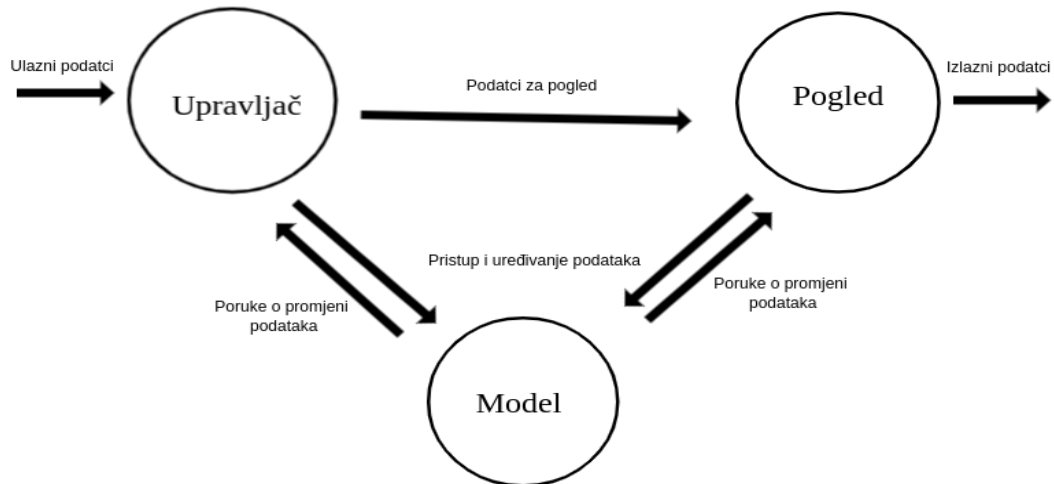 Ulazni podatci
Upravljač
Podatci za pogled
Pogled
Izlazni podatci
Pristup i uređivanje podataka
Poruke o promjeni
podataka
Poruke o promjeni
podataka
Model